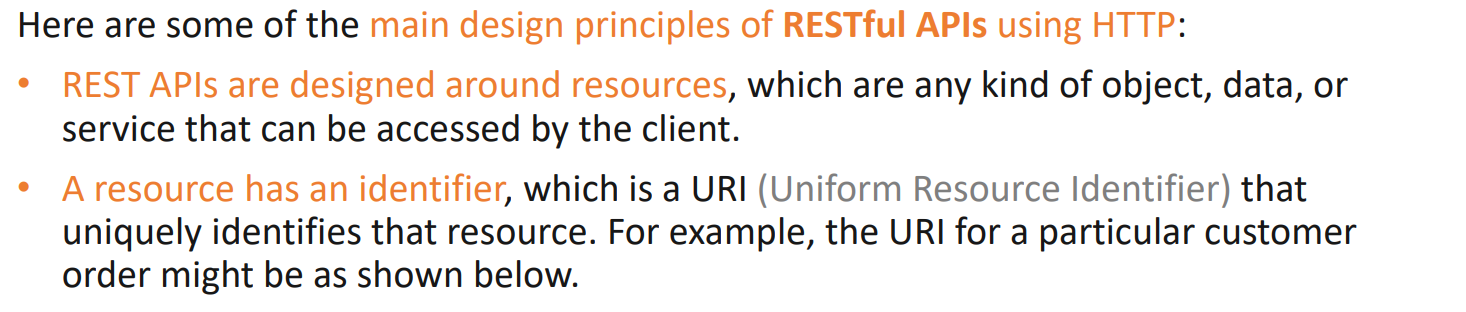 Here are some of the main design principles of RESTful APIs using HTTP:
• REST APIs are designed around resources, which are any kind of object, data, or
service that can be accessed by the client.
• A resource has an identifier, which is a URI (Uniform Resource Identifier) that
uniquely identifies that resource. For example, the URI for a particular customer
order might be as shown below.